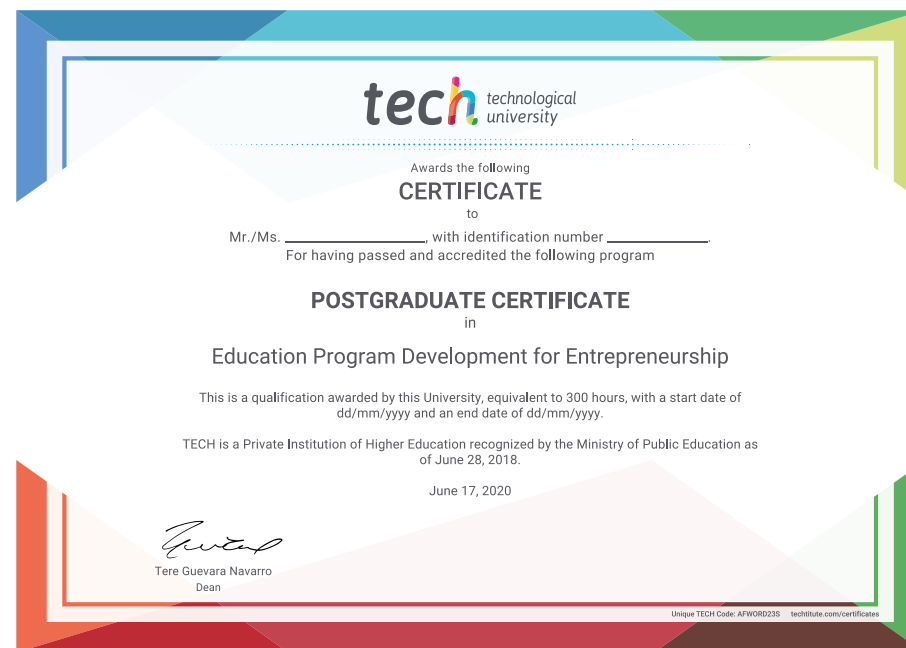 tech technological
university
Awards the following
CERTIFICATE
to
Mr./Ms. ____________, with identification number ____________.
For having passed and accredited the following program
POSTGRADUATE CERTIFICATE
in
Education Program Development for Entrepreneurship
This is a qualification awarded by this University, equivalent to 300 hours, with a start date of
dd/mm/yyyy and an end date of dd/mm/yyyy.
TECH is a Private Institution of Higher Education recognized by the Ministry of Public Education as
of June 28, 2018.
June 17, 2020
Tere Guevara Navarro
Dean
Unique TECH Code: AFWORD23S techtitute.com/certificates